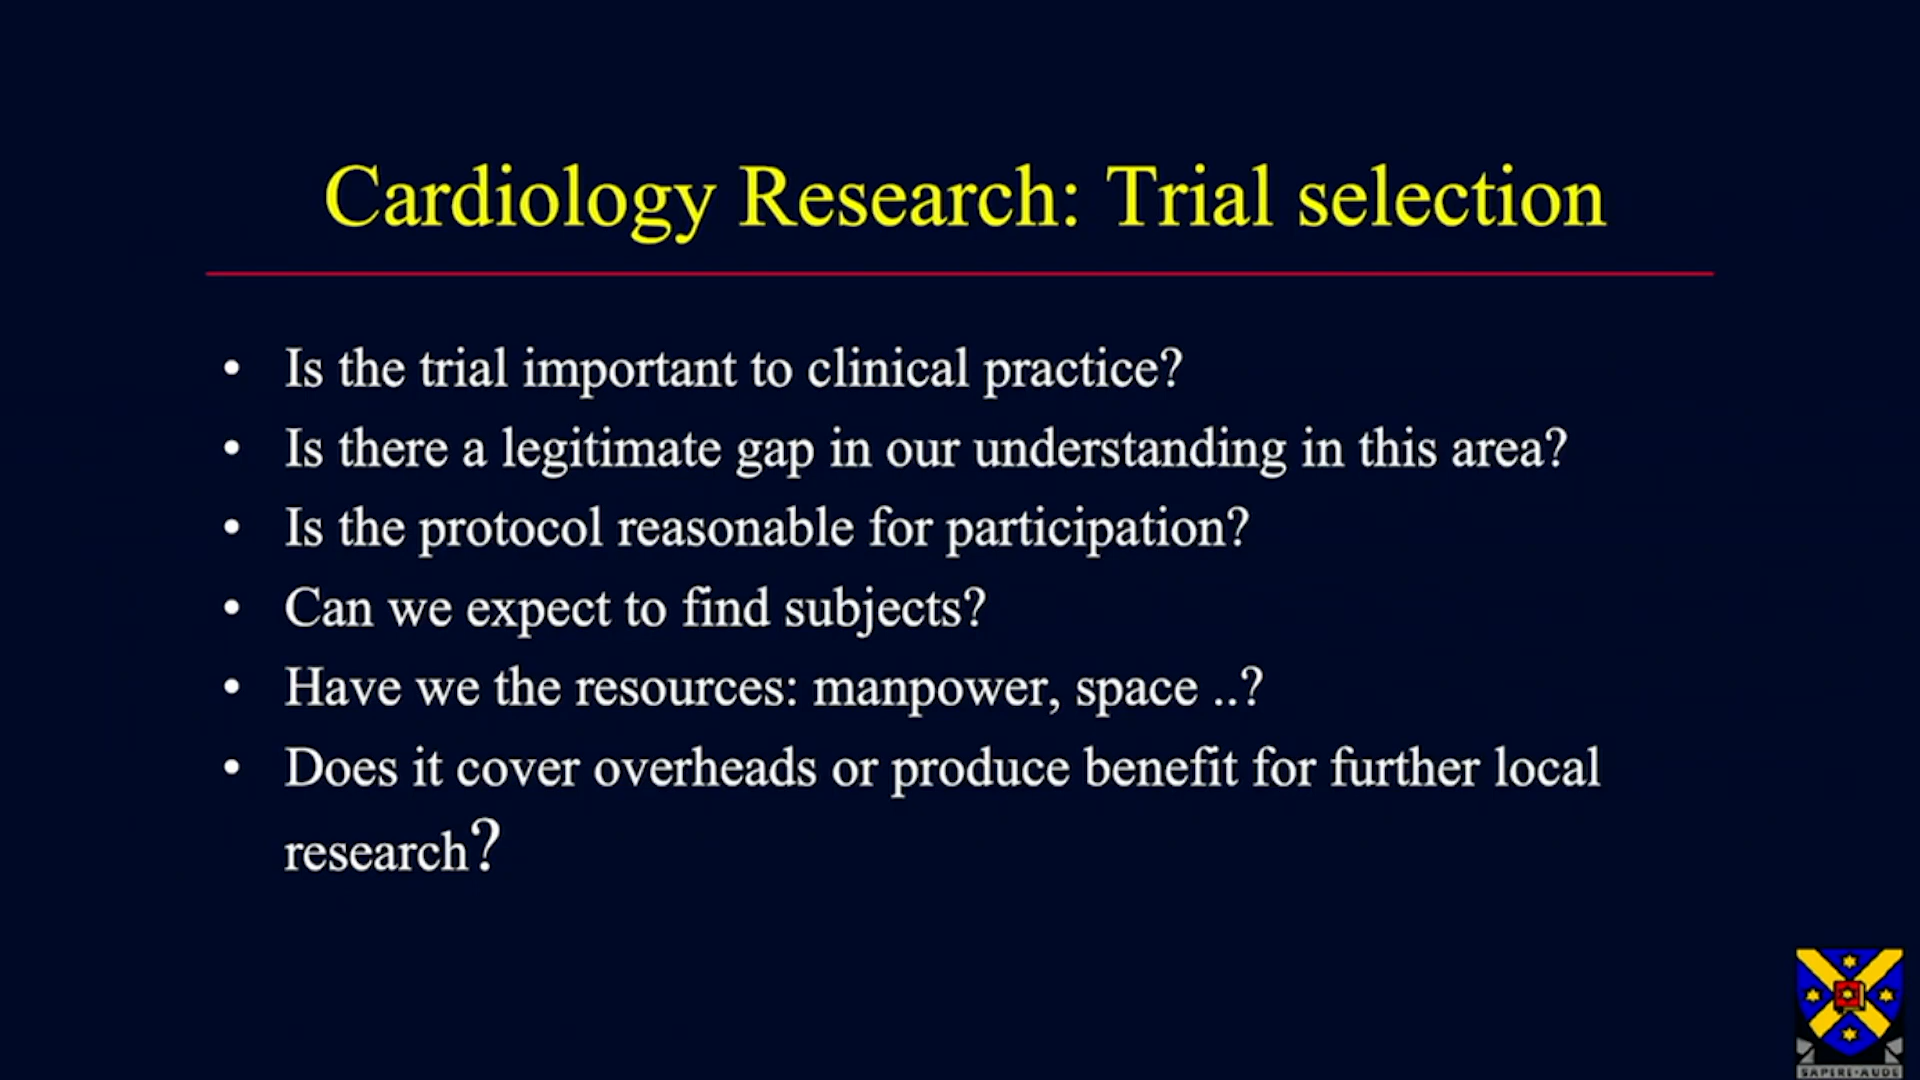 Cardiology Research: Trial selection
• Is the trial important to clinical practice?
• Is there a legitimate gap in our understanding in this area?
• Is the protocol reasonable for participation?
• Can we expect to find subjects?
• Have we the resources: manpower, space ..?
• Does it cover overheads or produce benefit for further local
research?
SAPERE·AUDE